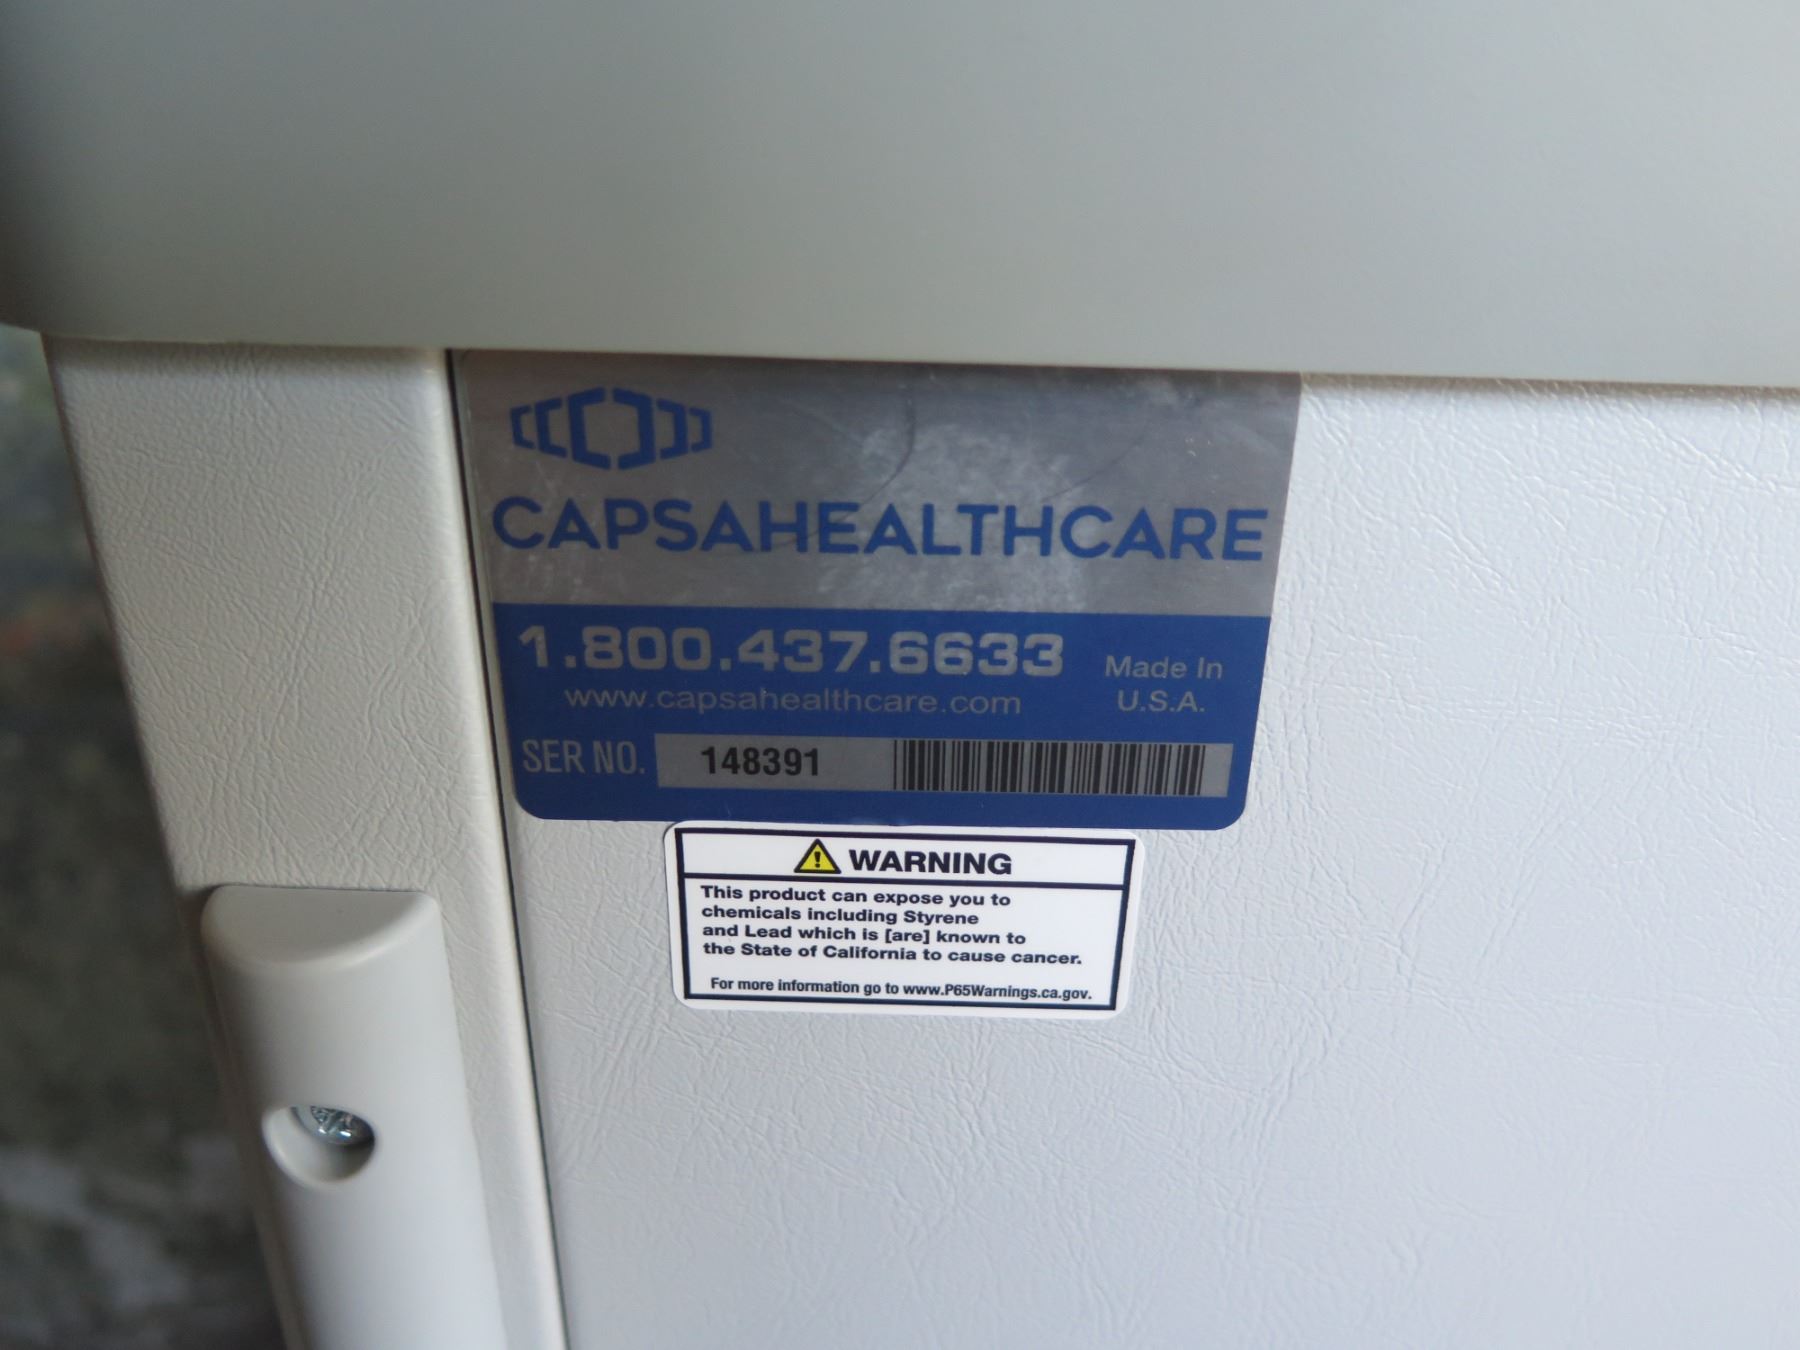 CAPSAHEALTHCARE
1.800.437.6633
www.capsahealthcare.com
Made In
U.S.A.
SER NO. 148391
WARNING
This product can expose you to
chemicals including Styrene
and Lead which is [are] known to
the State of California to cause cancer.
For more information go to www.P65Warnings.ca.gov.